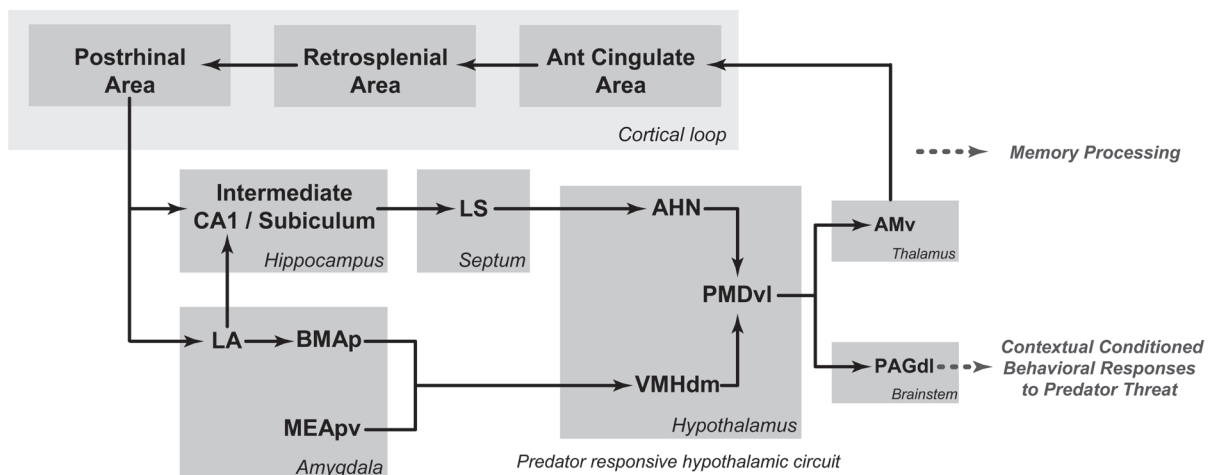 Postrhinal
Area
Retrosplenial
Area
Ant Cingulate
Area
Cortical loop
Memory Processing
Intermediate
CA1 / Subiculum
Hippocampus
LS
Septum
AHN
PMDvl
VMHdm
Hypothalamus
AMv
Thalamus
LA
BMAp
MEApv
Amygdala
PAGdl
Brainstem
Contextual Conditioned
Behavioral Responses
to Predator Threat
Predator responsive hypothalamic circuit